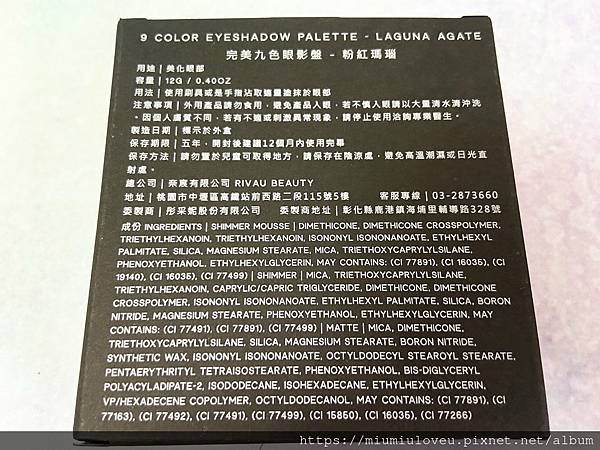 9 COLOR EYESHADOW PALETTE - LAGUNA AGATE
完美九色眼影盤 - 粉紅瑪瑙
用途 | 美化眼部
容量 | 12G / 0.40OZ
用法 | 使用刷具或是手指沾取適量塗抹於眼部
注意事項 | 外用產品請勿食用，避免產品入眼，若不慎入眼請以大量清水清沖洗
。因個人膚質不同，若有不適或刺激異常現象，請停止使用洽詢專業醫生。
製造日期 | 標示於外盒
保存期限 | 五年，開封後建議12個月內使用完畢
保存方法 | 請勿置於兒童可取得地方，請保存在陰涼處，避免高溫潮濕或日光直
射處。
總公司 | 奈宸有限公司 RIVAU BEAUTY
地址 | 桃園市中壢區高鐵站前西路二段115號5樓 客服專線 | 03-2873660
委製商 | 彤采妮股份有限公司 委製商地址 | 彰化縣鹿港鎮海埔里輔導路328號
成份 INGREDIENTS | SHIMMER MOUSSE | DIMETHICONE, DIMETHICONE CROSSPOLYMER,
TRIETHYLHEXANOIN, TRIETHYLHEXANOIN, ISONONYL ISONONANOATE, ETHYLHEXYL
PALMITATE, SILICA, MAGNESIUM STEARATE, MICA, TRIETHOXYCAPRYLYLSILANE,
PHENOXYETHANOL, ETHYLHEXYLGLYCERIN, MAY CONTAINS: (CI 77891), (CI 16035), (CI
19140), (CI 16035), (CI 77499) | SHIMMER | MICA, TRIETHOXYCAPRYLYLSILANE,
TRIETHYLHEXANOIN, CAPRYLIC/CAPRIC TRIGLYCERIDE, DIMETHICONE, DIMETHICONE
CROSSPOLYMER, ISONONYL ISONONANOATE, ETHYLHEXYL PALMITATE, SILICA, BORON
NITRIDE, MAGNESIUM STEARATE, PHENOXYETHANOL, ETHYLHEXYLGLYCERIN, MAY
CONTAINS: (CI 77491), (CI 77891), (CI 77499) | MATTE | MICA, DIMETHICONE,
TRIETHOXYCAPRYLYLSILANE, SILICA, MAGNESIUM STEARATE, BORON NITRIDE,
SYNTHETIC WAX, ISONONYL ISONONANOATE, OCTYLDODECYL STEAROYL STEARATE,
PENTAERYTHRITYL TETRAISOSTEARATE, PHENOXYETHANOL, BIS-DIGLYCERYL
POLYACYLADIPATE-2, ISODODECANE, ISOHEXADECANE, ETHYLHEXYLGLYCERIN,
VP/HEXADECENE COPOLYMER, OCTYLDODECANOL, MAY CONTAINS: (CI 77891), (CI
77163), (CI 77492), (CI 77491), (CI 77499), (CI 15850), (CI 16035), (CI 77266)
https://miumiuloveu.pixnet.net/album